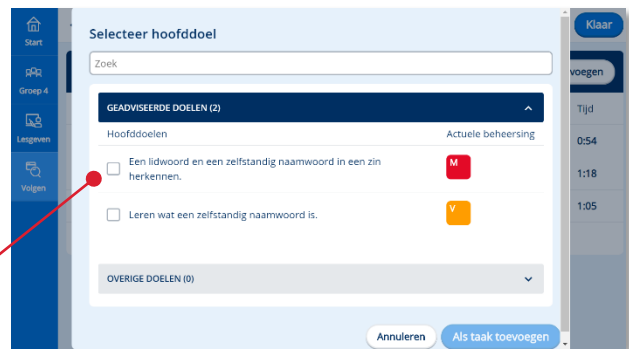 Start
Groep 4
Lesgeven
Volgen
Selecteer hoofddoel
Zoek
GEADVISEERDE DOELEN (2)
Hoofddoelen Actuele beheersing
Een lidwoord en een zelfstandig naamwoord in een zin
herkennen.
M
Leren wat een zelfstandig naamwoord is.
V
OVERIGE DOELEN (0)
Annuleren Als taak toevoegen
Klaar
voegen
Tijd
0:54
1:18
1:05